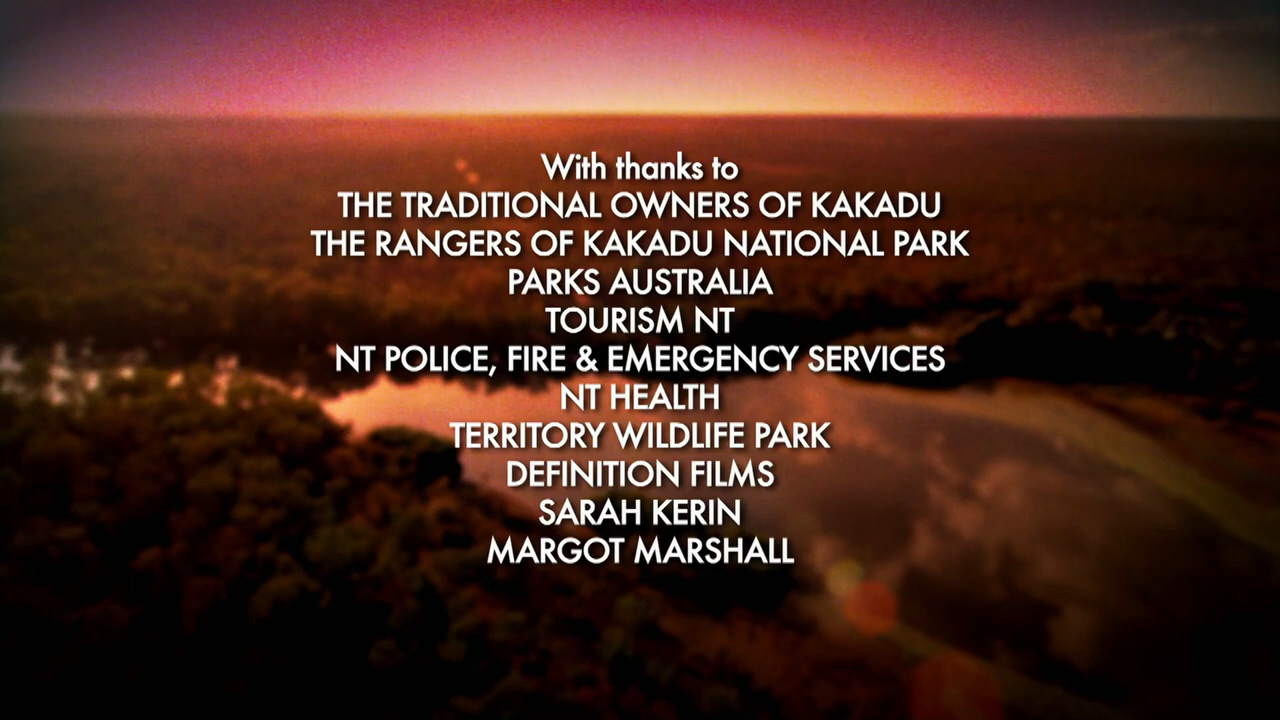 With thanks to
THE TRADITIONAL OWNERS OF KAKADU
THE RANGERS OF KAKADU NATIONAL PARK
PARKS AUSTRALIA
TOURISM NT
NT POLICE, FIRE & EMERGENCY SERVICES
NT HEALTH
TERRITORY WILDLIFE PARK
DEFINITION FILMS
SARAH KERIN
MARGOT MARSHALL